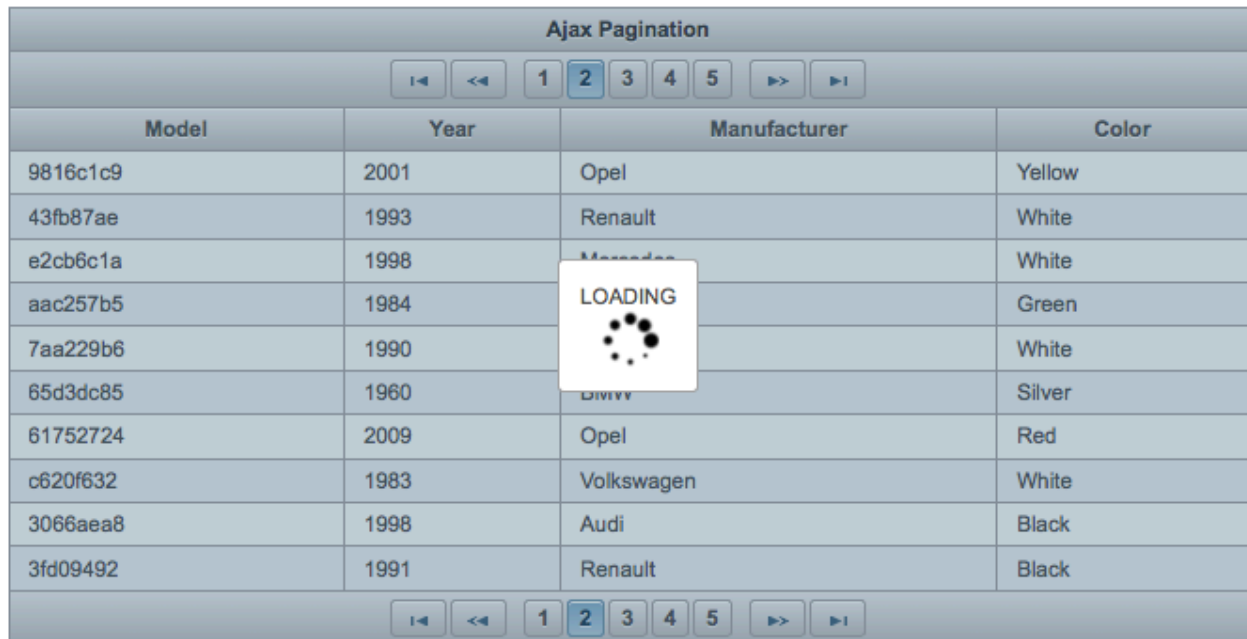 Ajax Pagination
1 2 3 4 5
Model Year Manufacturer Color
9816c1c9 2001 Opel Yellow
43fb87ae 1993 Renault White
e2cb6c1a 1998 Mercedes White
LOADING
aac257b5 1984 Green
7aa229b6 1990 White
65d3dc85 1960 BMW Silver
61752724 2009 Opel Red
c620f632 1983 Volkswagen White
3066aea8 1998 Audi Black
3fd09492 1991 Renault Black
1 2 3 4 5